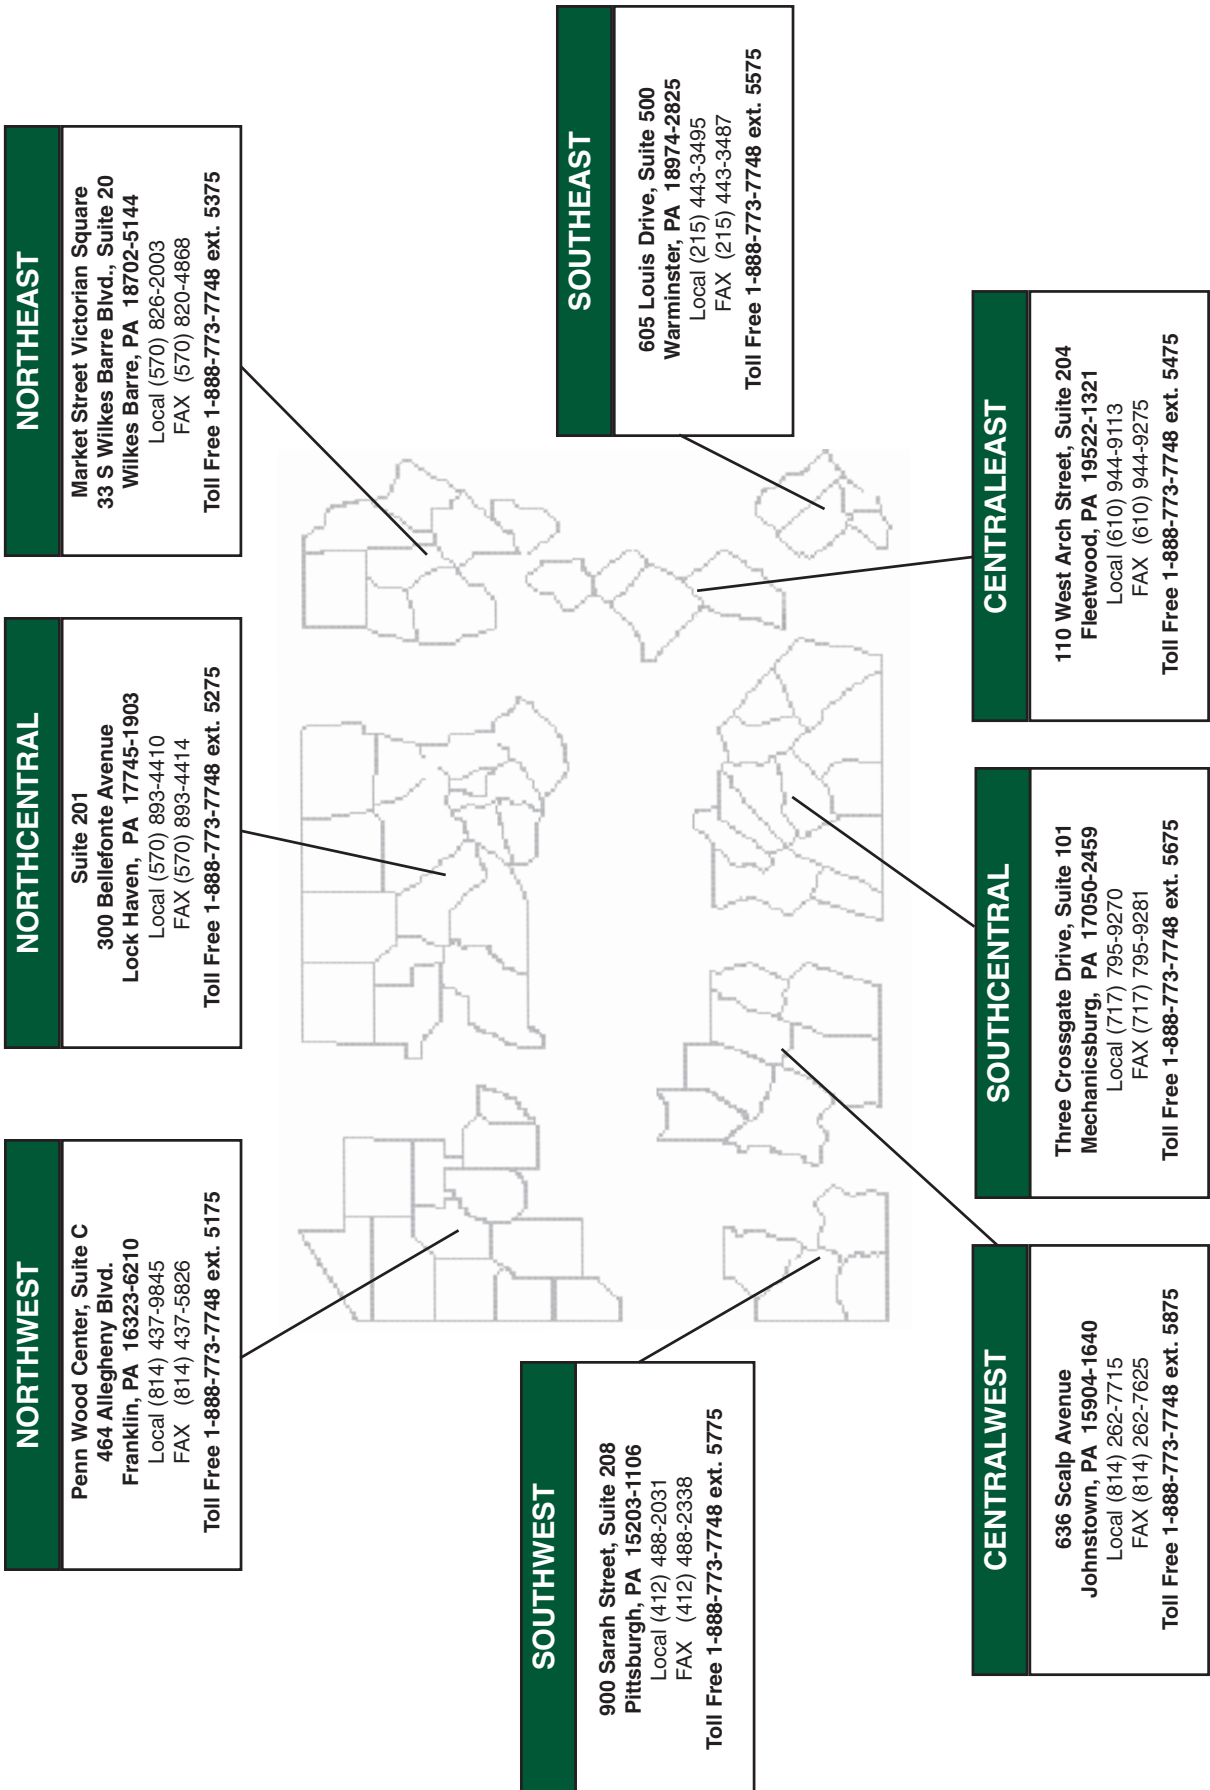 NORTHWEST
Penn Wood Center, Suite C
464 Allegheny Blvd.
Franklin, PA 16323-6210
Local (814) 437-9845
FAX (814) 437-5826
Toll Free 1-888-773-7748 ext. 5175
NORTHCENTRAL
Suite 201
300 Bellefonte Avenue
Lock Haven, PA 17745-1903
Local (570) 893-4410
FAX (570) 893-4414
Toll Free 1-888-773-7748 ext. 5275
NORTHEAST
Market Street Victorian Square
33 S Wilkes Barre Blvd., Suite 20
Wilkes Barre, PA 18702-5144
Local (570) 826-2003
FAX (570) 820-4868
Toll Free 1-888-773-7748 ext. 5375
SOUTHWEST
900 Sarah Street, Suite 208
Pittsburgh, PA 15203-1106
Local (412) 488-2031
FAX (412) 488-2338
Toll Free 1-888-773-7748 ext. 5775
SOUTHEAST
605 Louis Drive, Suite 500
Warminster, PA 18974-2825
Local (215) 443-3495
FAX (215) 443-3487
Toll Free 1-888-773-7748 ext. 5575
CENTRALWEST
636 Scalp Avenue
Johnstown, PA 15904-1640
Local (814) 262-7715
FAX (814) 262-7625
Toll Free 1-888-773-7748 ext. 5875
SOUTHCENTRAL
Three Crossgate Drive, Suite 101
Mechanicsburg, PA 17050-2459
Local (717) 795-9270
FAX (717) 795-9281
Toll Free 1-888-773-7748 ext. 5675
CENTRALEAST
110 West Arch Street, Suite 204
Fleetwood, PA 19522-1321
Local (610) 944-9113
FAX (610) 944-9275
Toll Free 1-888-773-7748 ext. 5475